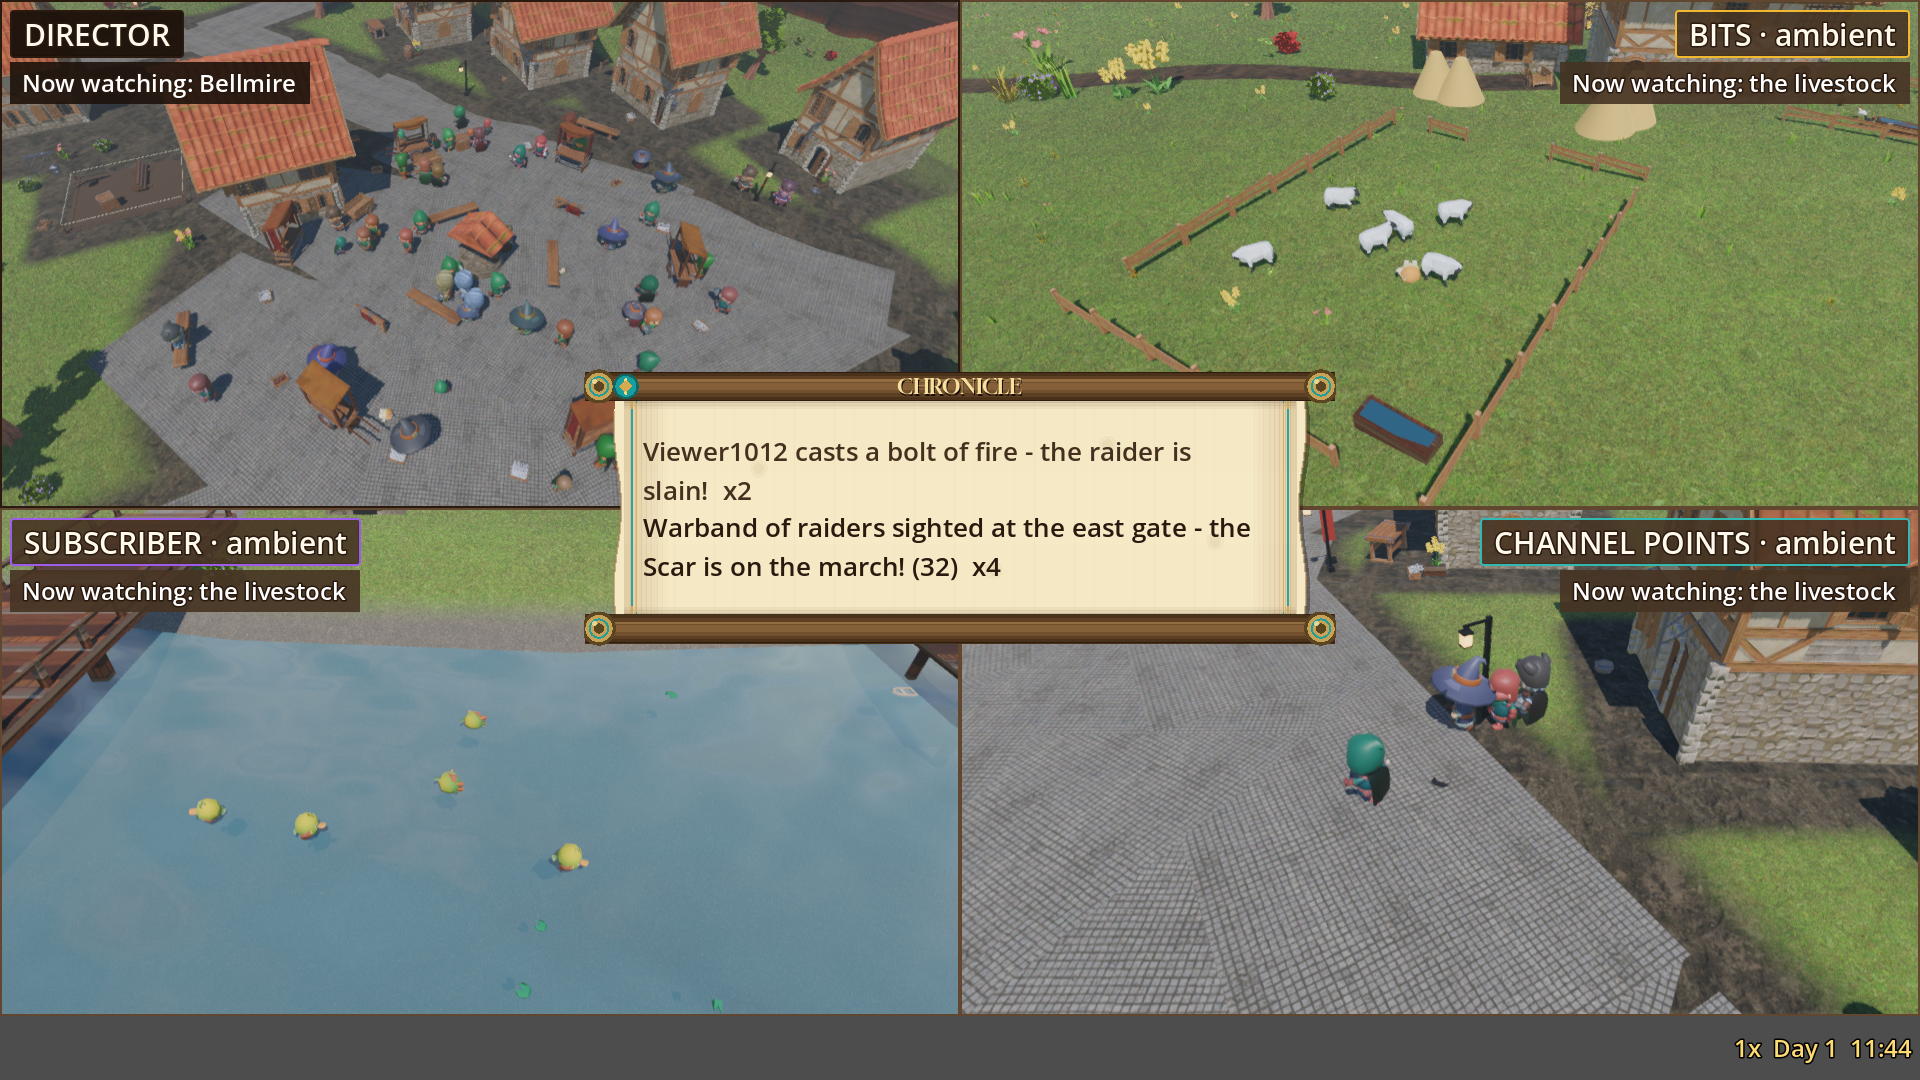 DIRECTOR
Now watching: Bellmire
BITS · ambient
Now watching: the livestock
CHRONICLE
Viewer1012 casts a bolt of fire - the raider is
slain! x2
Warband of raiders sighted at the east gate - the
Scar is on the march! (32) x4
SUBSCRIBER · ambient
Now watching: the livestock
CHANNEL POINTS · ambient
Now watching: the livestock
1x Day 1 11:44